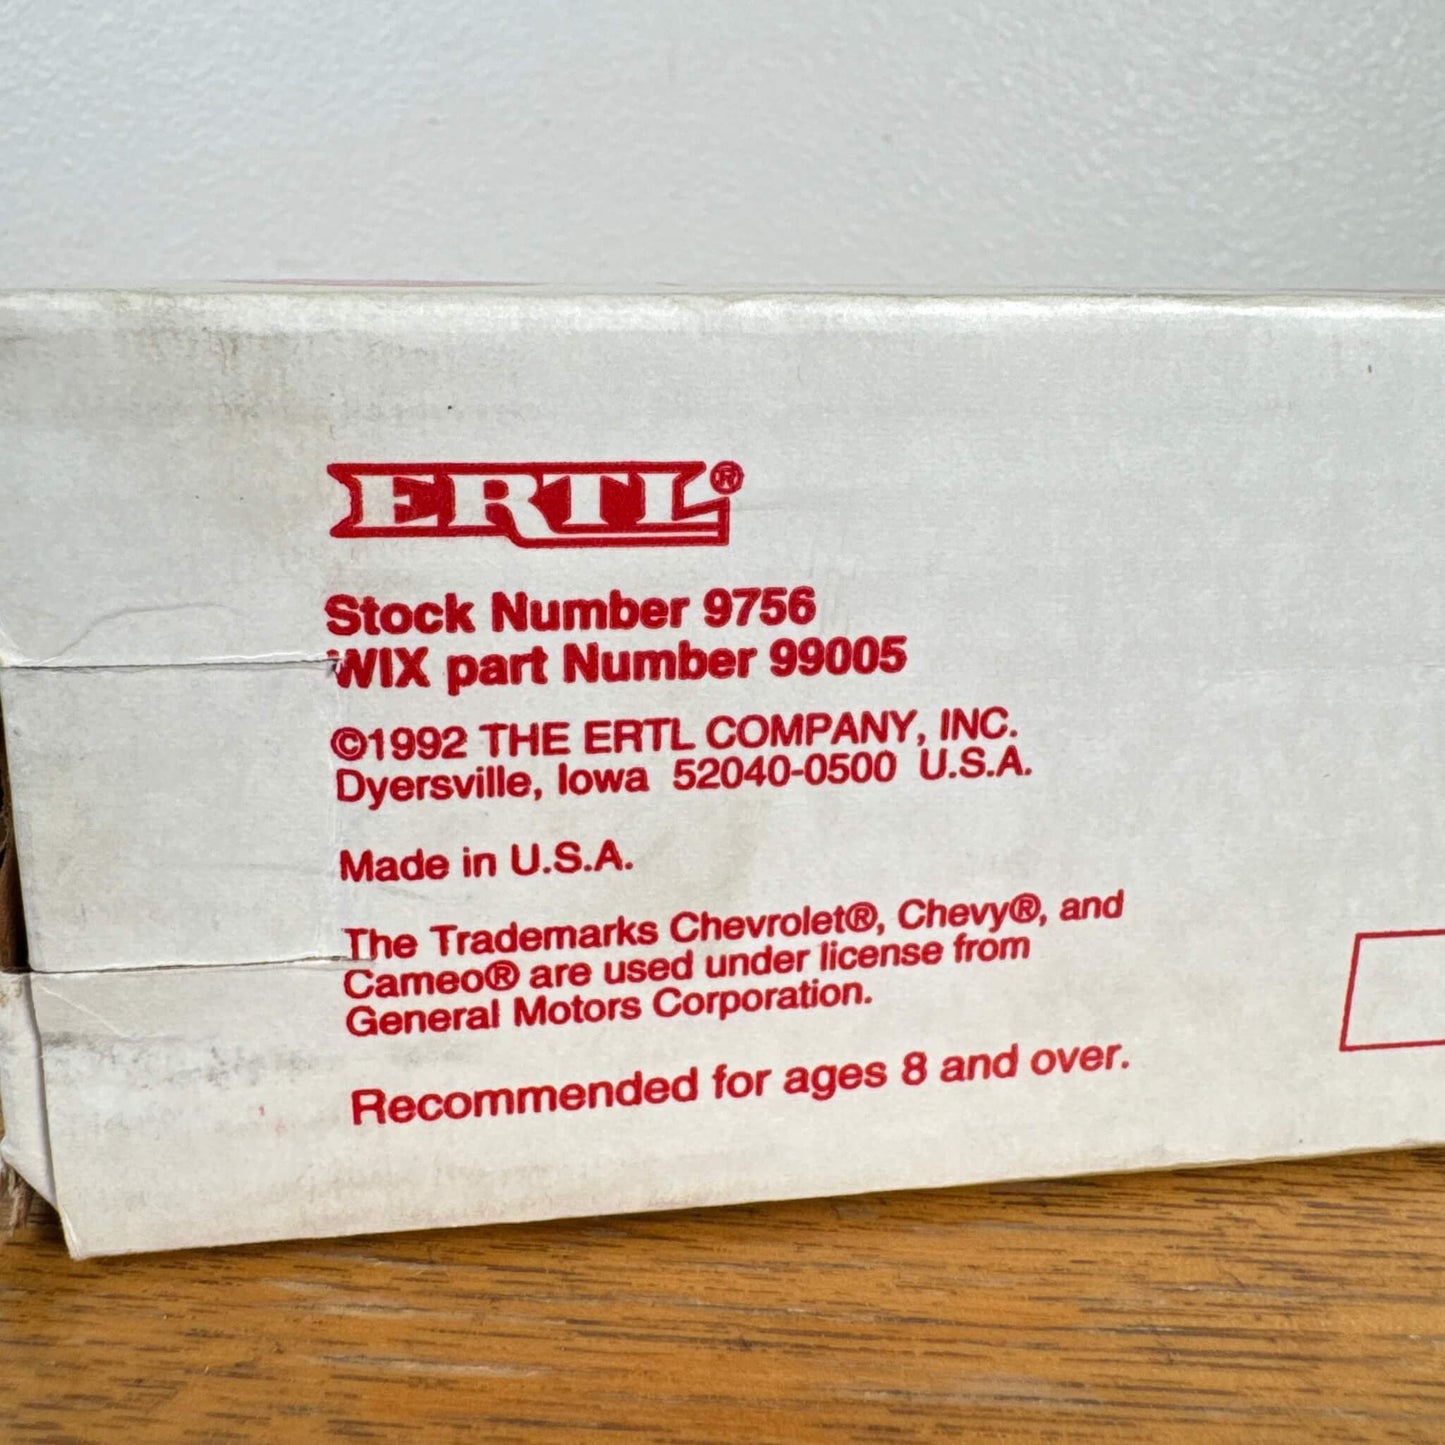 ERTL®
Stock Number 9756
WIX part Number 99005
©1992 THE ERTL COMPANY, INC.
Dyersville, Iowa 52040-0500 U.S.A.
Made in U.S.A.
The Trademarks Chevrolet®, Chevy®, and
Cameo® are used under license from
General Motors Corporation.
Recommended for ages 8 and over.